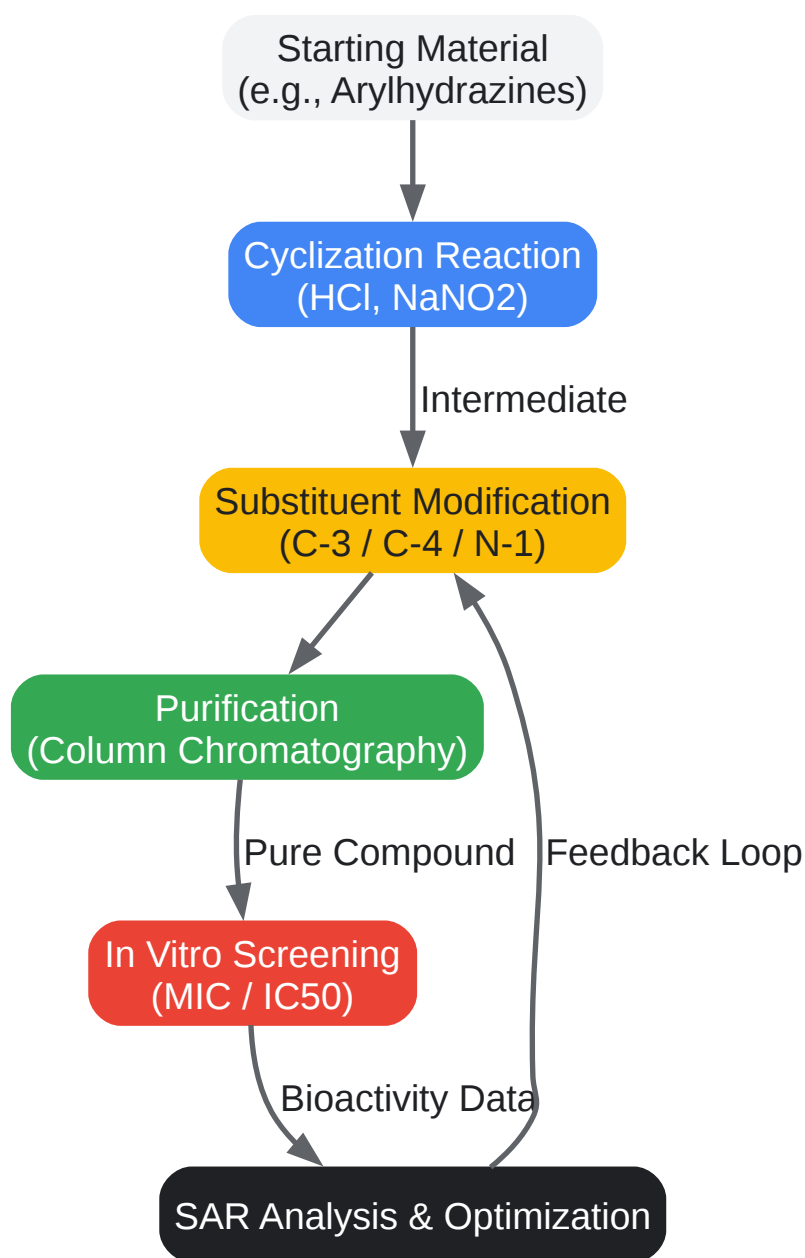 Starting Material
(e.g., Arylhydrazines)
Cyclization Reaction
(HCl, NaNO2)
Intermediate
Substituent Modification
(C-3 / C-4 / N-1)
Purification
(Column Chromatography)
Pure Compound
Feedback Loop
In Vitro Screening
(MIC / IC50)
Bioactivity Data
SAR Analysis & Optimization